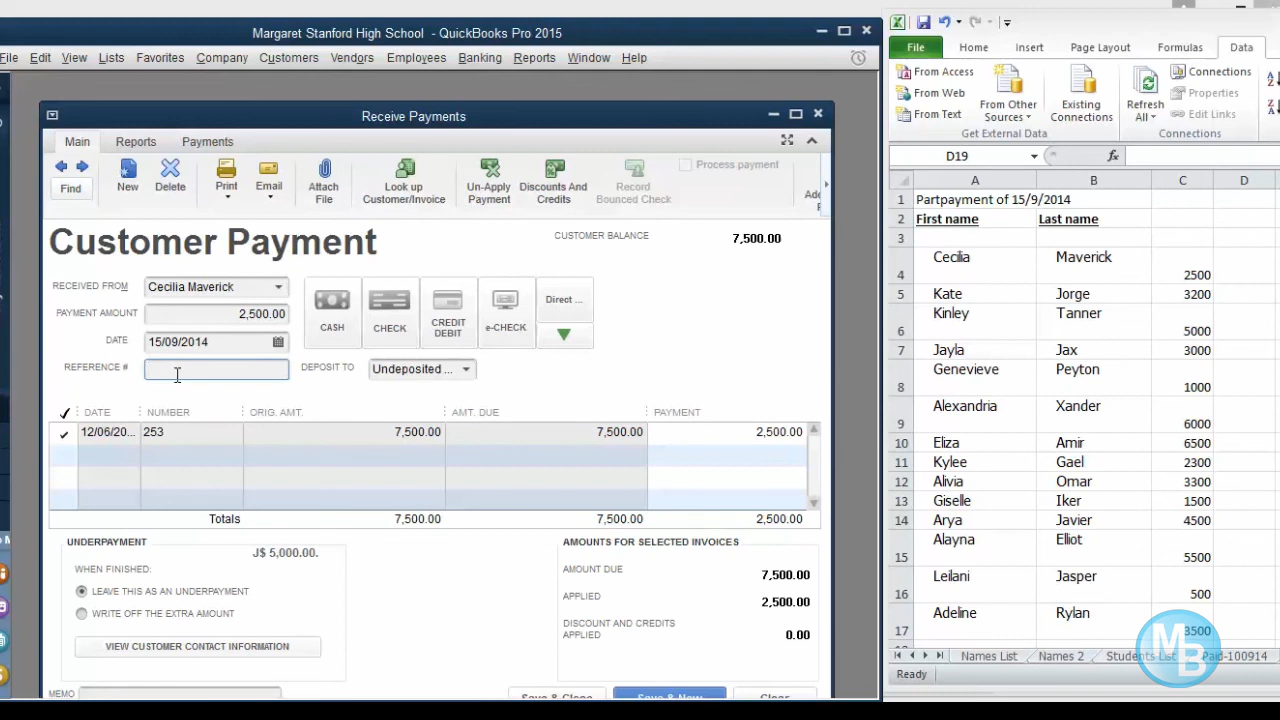 Margaret Stanford High School - QuickBooks Pro 2015
File Edit View Lists Favorites Company Customers Vendors Employees Banking Reports Window Help
Receive Payments
Main Reports Payments
Find
New
Delete
Print
Email
Attach
File
Look up
Customer/Invoice
Un-Apply
Payment
Discounts And
Credits
Record
Bounced Check
Process payment
Customer Payment
CUSTOMER BALANCE 7,500.00
RECEIVED FROM Cecilia Maverick
PAYMENT AMOUNT 2,500.00
DATE 15/09/2014
REFERENCE #
CASH
CHECK
CREDIT
DEBIT
e-CHECK
Direct ...
DEPOSIT TO Undeposited ...
DATE NUMBER ORIG. AMT. AMT. DUE PAYMENT
12/06/20... 253 7,500.00 7,500.00 2,500.00
Totals 7,500.00 7,500.00 2,500.00
UNDERPAYMENT
J$ 5,000.00.
WHEN FINISHED:
LEAVE THIS AS AN UNDERPAYMENT
WRITE OFF THE EXTRA AMOUNT
VIEW CUSTOMER CONTACT INFORMATION
AMOUNTS FOR SELECTED INVOICES
AMOUNT DUE 7,500.00
APPLIED 2,500.00
DISCOUNT AND CREDITS
APPLIED 0.00
MEMO
Save & Close Save & New Clear
File Home Insert Page Layout Formulas Data
From Access
From Web
From Text
From Other
Sources
Existing
Connections
Get External Data
Refresh
All
Connections
Properties
Edit Links
Connections
D19 fx
A B C D
1 Partpayment of 15/9/2014
2 First name Last name
3
4 Cecilia Maverick 2500
5 Kate Jorge 3200
6 Kinley Tanner 5000
7 Jayla Jax 3000
8 Genevieve Peyton 1000
9 Alexandria Xander 6000
10 Eliza Amir 6500
11 Kylee Gael 2300
12 Alivia Omar 3300
13 Giselle Iker 1500
14 Arya Javier 4500
15 Alayna Elliot 5500
16 Leilani Jasper 500
17 Adeline Rylan 3500
Names List Names 2 Students List Paid-100914
Ready
MB